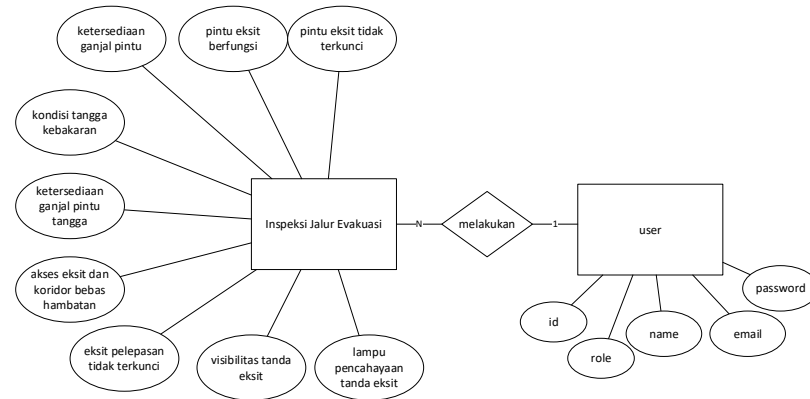 ketersediaan
ganjal pintu
pintu eksit
berfungsi
pintu eksit tidak
terkunci
kondisi tangga
kebakaran
ketersediaan
ganjal pintu
tangga
Inspeksi Jalur Evakuasi
N
melakukan
1
user
akses eksit dan
koridor bebas
hambatan
eksit pelepasan
tidak terkunci
visibilitas tanda
eksit
lampu
pencahayaan
tanda eksit
id
role
name
email
password